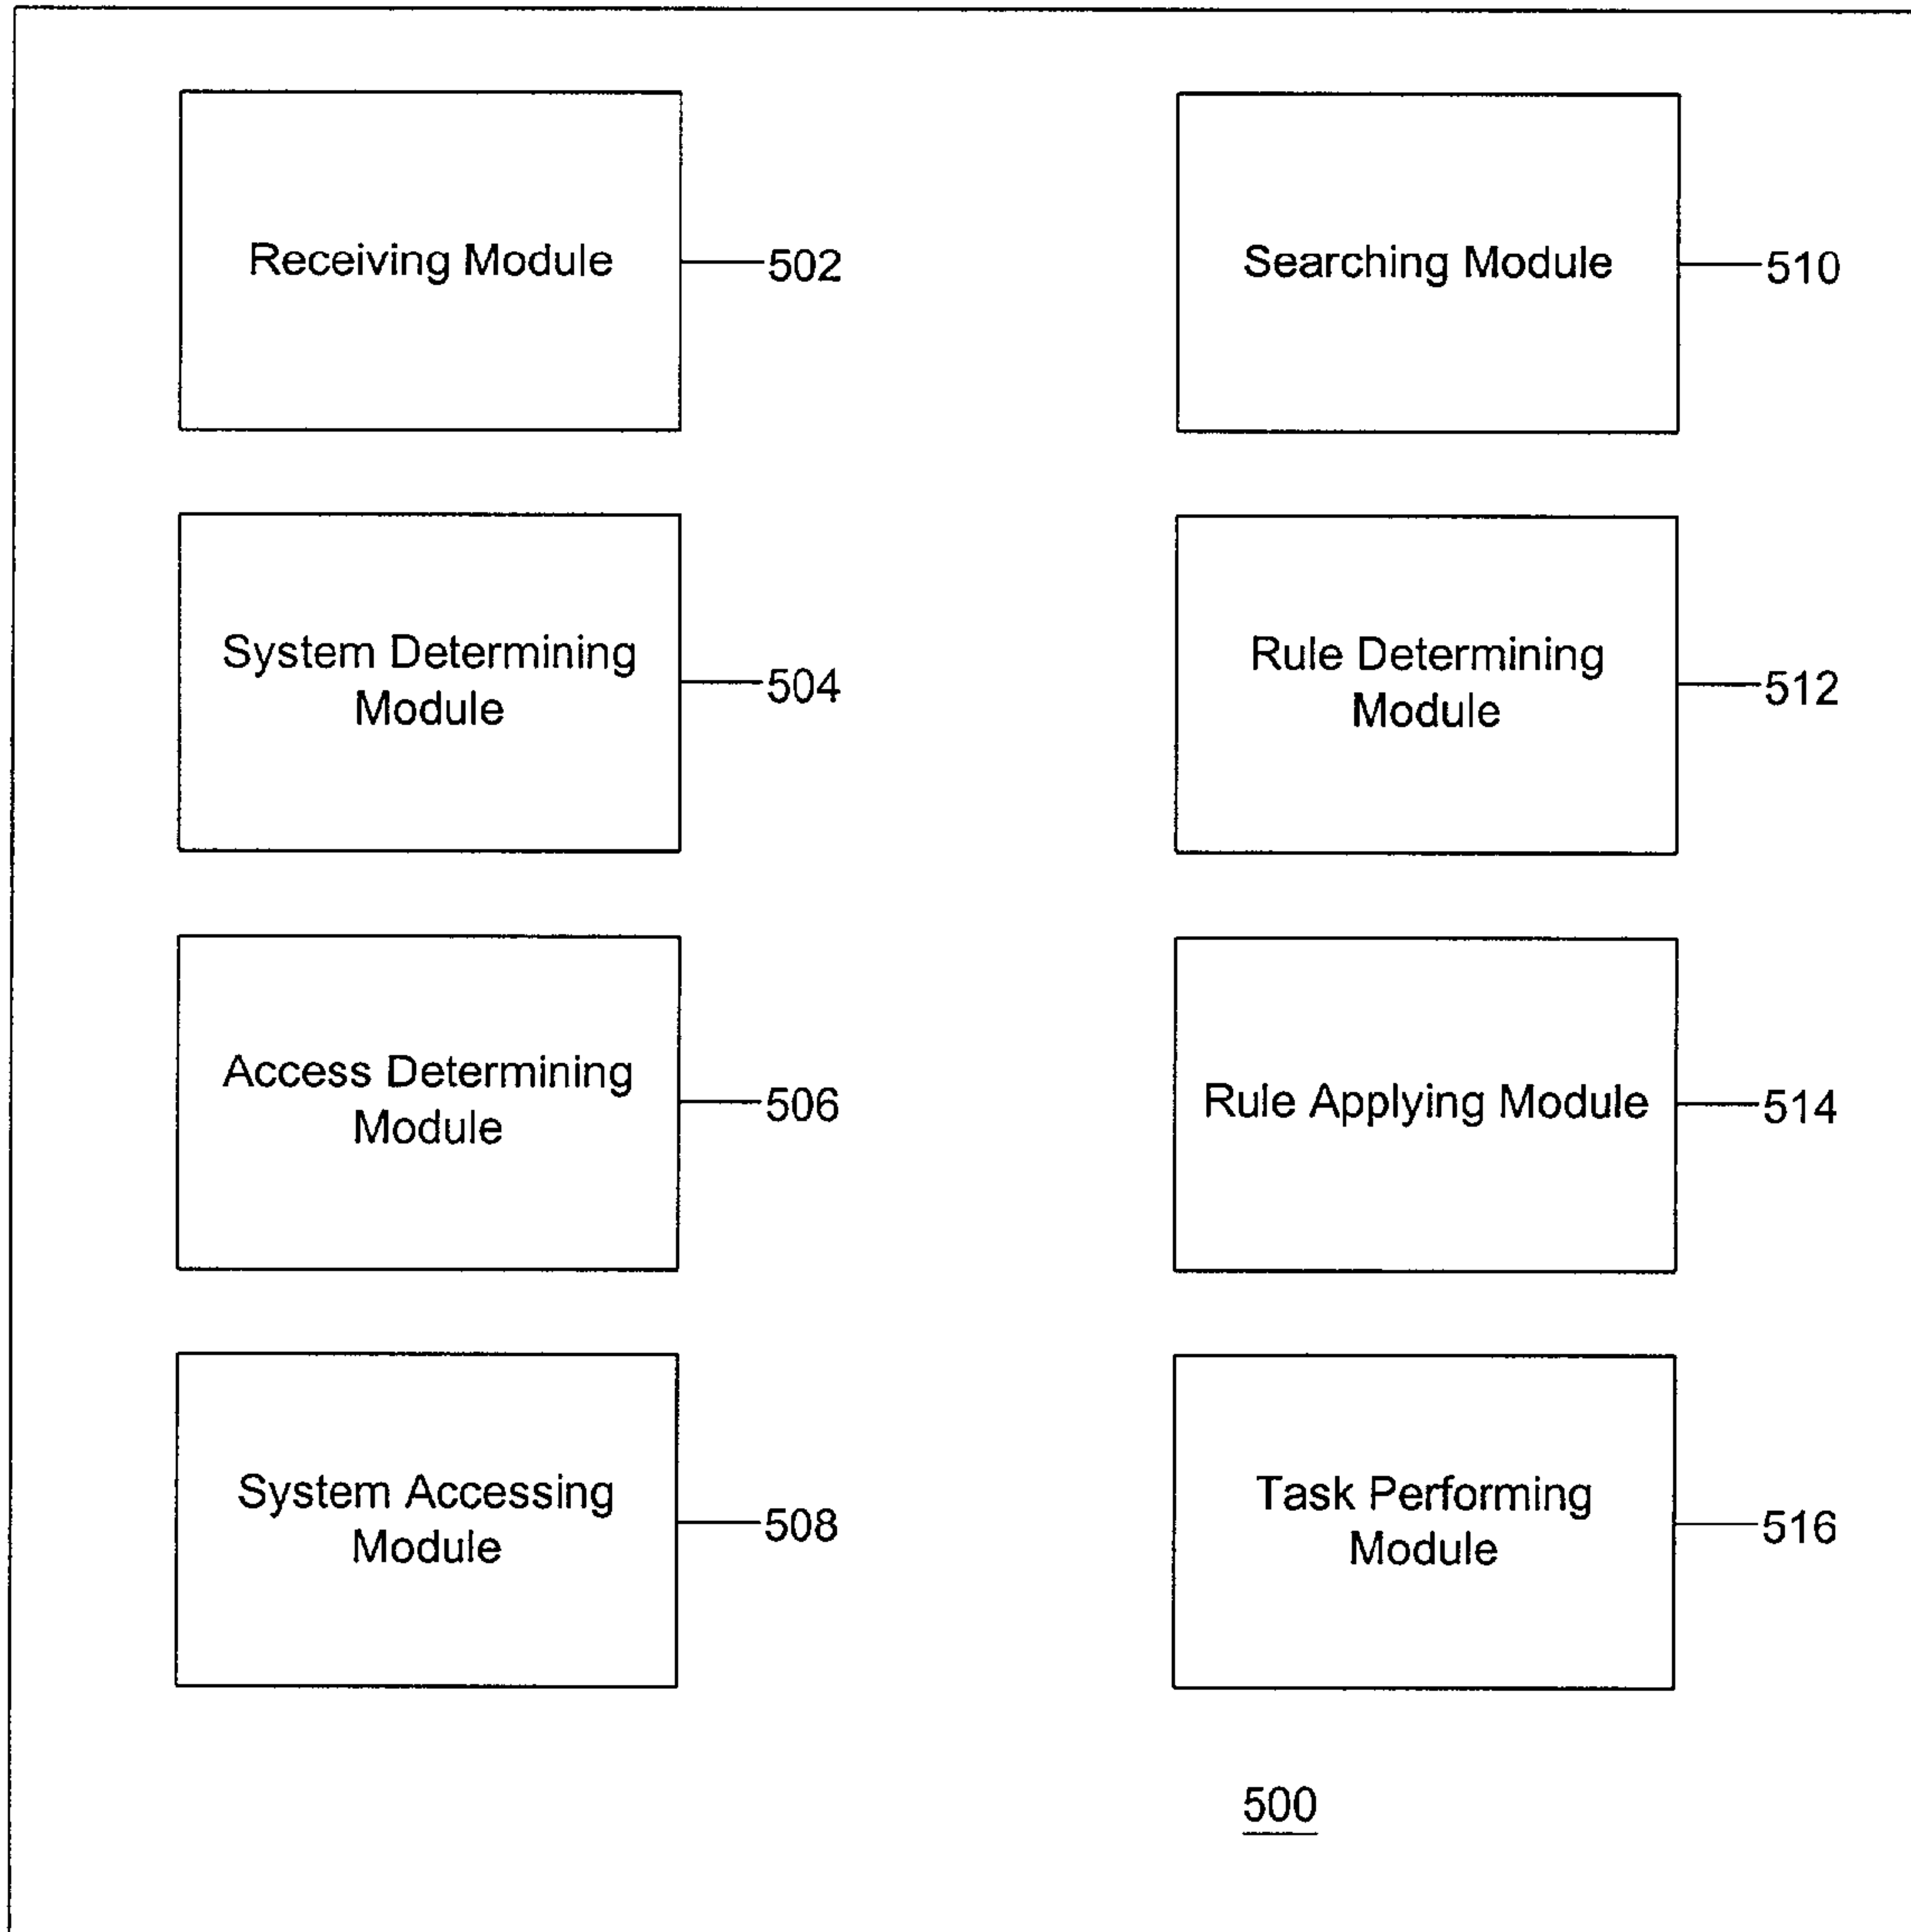 Receiving Module
502
System Determining
Module
504
Access Determining
Module
506
System Accessing
Module
508
Searching Module
510
Rule Determining
Module
512
Rule Applying Module
514
Task Performing
Module
516
500